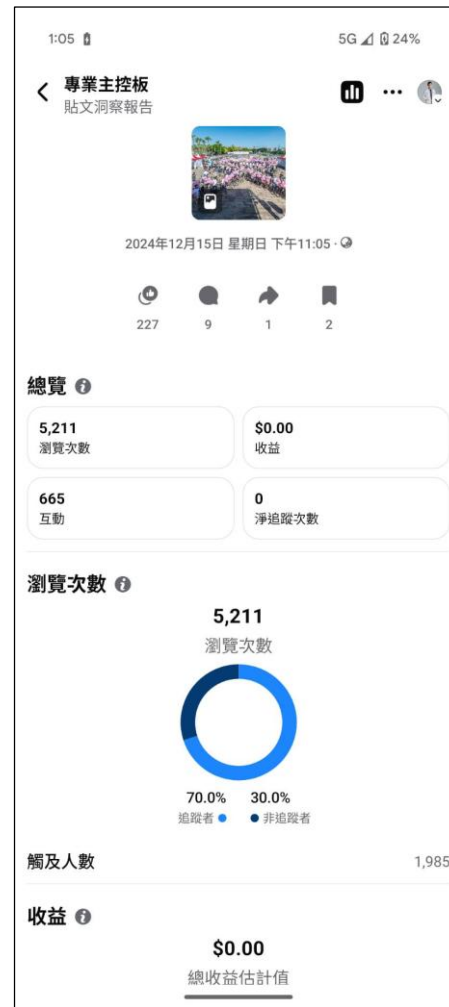 1:05 5G 24%
專業主控板
貼文洞察報告
2024年12月15日 星期日 下午11:05 ·
227 9 1 2
總覽
5,211 $0.00
瀏覽次數 收益
665 0
互動 淨追蹤次數
瀏覽次數
5,211
瀏覽次數
70.0% 30.0%
追蹤者 非追蹤者
觸及人數 1,985
收益
$0.00
總收益估計值